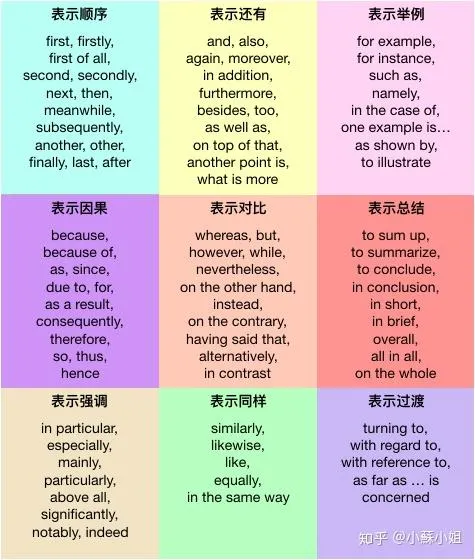 表示顺序
first, firstly,
first of all,
second, secondly,
next, then,
meanwhile,
subsequently,
another, other,
finally, last, after
表示还有
and, also,
again, moreover,
in addition,
furthermore,
besides, too,
as well as,
on top of that,
another point is,
what is more
表示举例
for example,
for instance,
such as,
namely,
in the case of,
one example is…
as shown by,
to illustrate
表示因果
because,
because of,
as, since,
due to, for,
as a result,
consequently,
therefore,
so, thus,
hence
表示对比
whereas, but,
however, while,
nevertheless,
on the other hand,
instead,
on the contrary,
having said that,
alternatively,
in contrast
表示总结
to sum up,
to summarize,
to conclude,
in conclusion,
in short,
in brief,
overall,
all in all,
on the whole
表示强调
in particular,
especially,
mainly,
particularly,
above all,
significantly,
notably, indeed
表示同样
similarly,
likewise,
like,
equally,
in the same way
表示过渡
turning to,
with regard to,
with reference to,
as far as … is
concerned
知乎 @小蘇小姐